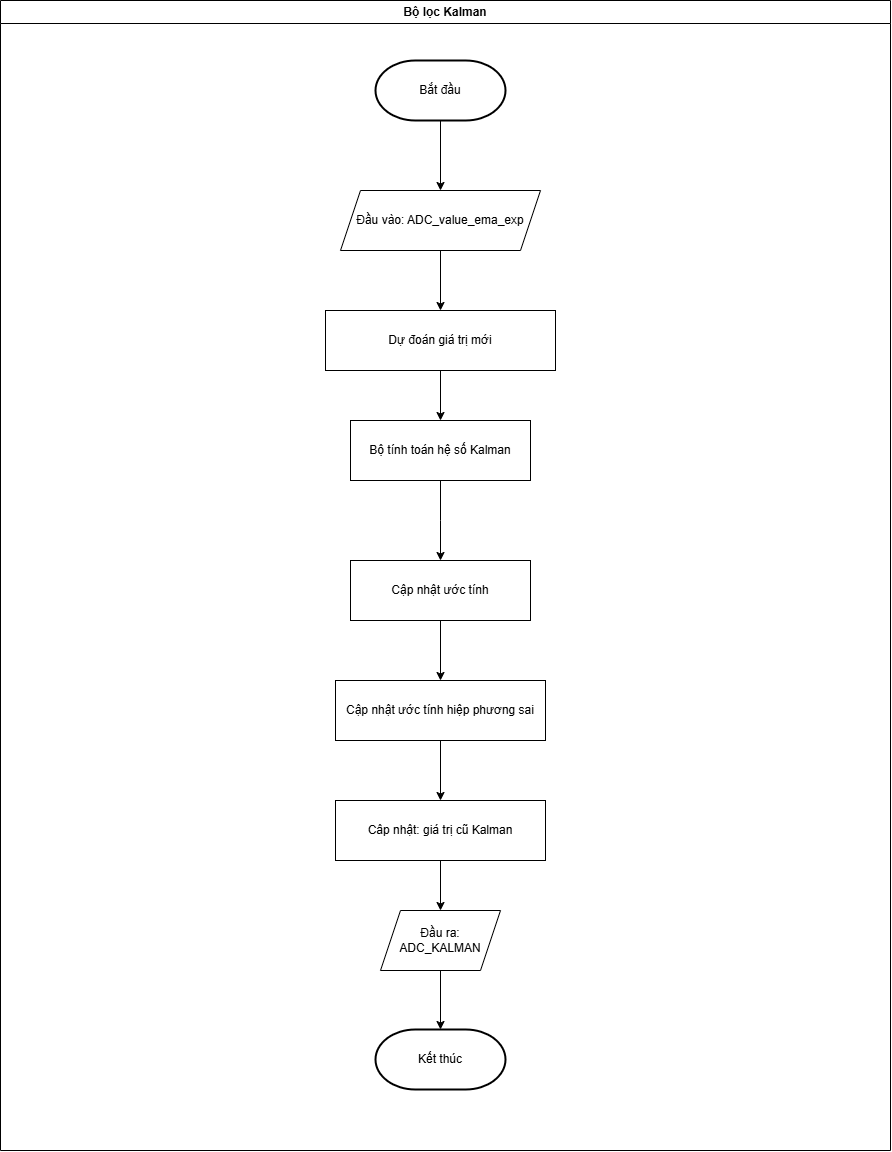 Bộ lọc Kalman
Bắt đầu
Đầu vào: ADC_value_ema_exp
Dự đoán giá trị mới
Bộ tính toán hệ số Kalman
Cập nhật ước tính
Cập nhật ước tính hiệp phương sai
Câp nhật: giá trị cũ Kalman
Đầu ra:
ADC_KALMAN
Kết thúc